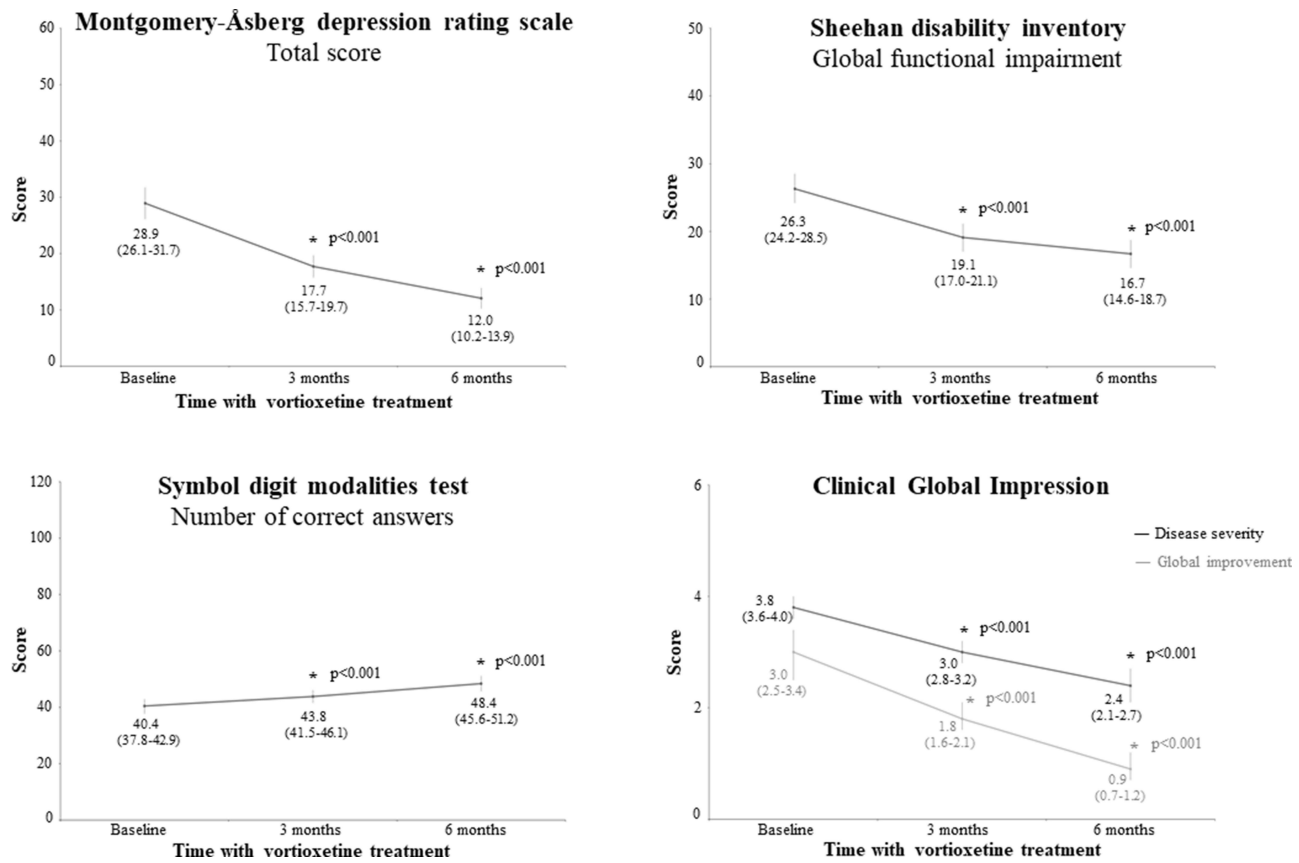 Montgomery-Åsberg depression rating scale
Total score
60
50
40
30
20
10
0
Score
28.9
(26.1-31.7)
* p<0.001
17.7
(15.7-19.7)
* p<0.001
12.0
(10.2-13.9)
Baseline 3 months 6 months
Time with vortioxetine treatment
Sheehan disability inventory
Global functional impairment
50
40
30
20
10
0
Score
26.3
(24.2-28.5)
* p<0.001
19.1
(17.0-21.1)
* p<0.001
16.7
(14.6-18.7)
Baseline 3 months 6 months
Time with vortioxetine treatment
Symbol digit modalities test
Number of correct answers
120
100
80
60
40
20
0
Score
40.4
(37.8-42.9)
* p<0.001
43.8
(41.5-46.1)
* p<0.001
48.4
(45.6-51.2)
Baseline 3 months 6 months
Time with vortioxetine treatment
Clinical Global Impression
6
4
2
0
Score
Disease severity
Global improvement
3.8
(3.6-4.0)
* p<0.001
3.0
(2.8-3.2)
* p<0.001
2.4
(2.1-2.7)
3.0
(2.5-3.4)
* p<0.001
1.8
(1.6-2.1)
* p<0.001
0.9
(0.7-1.2)
Baseline 3 months 6 months
Time with vortioxetine treatment